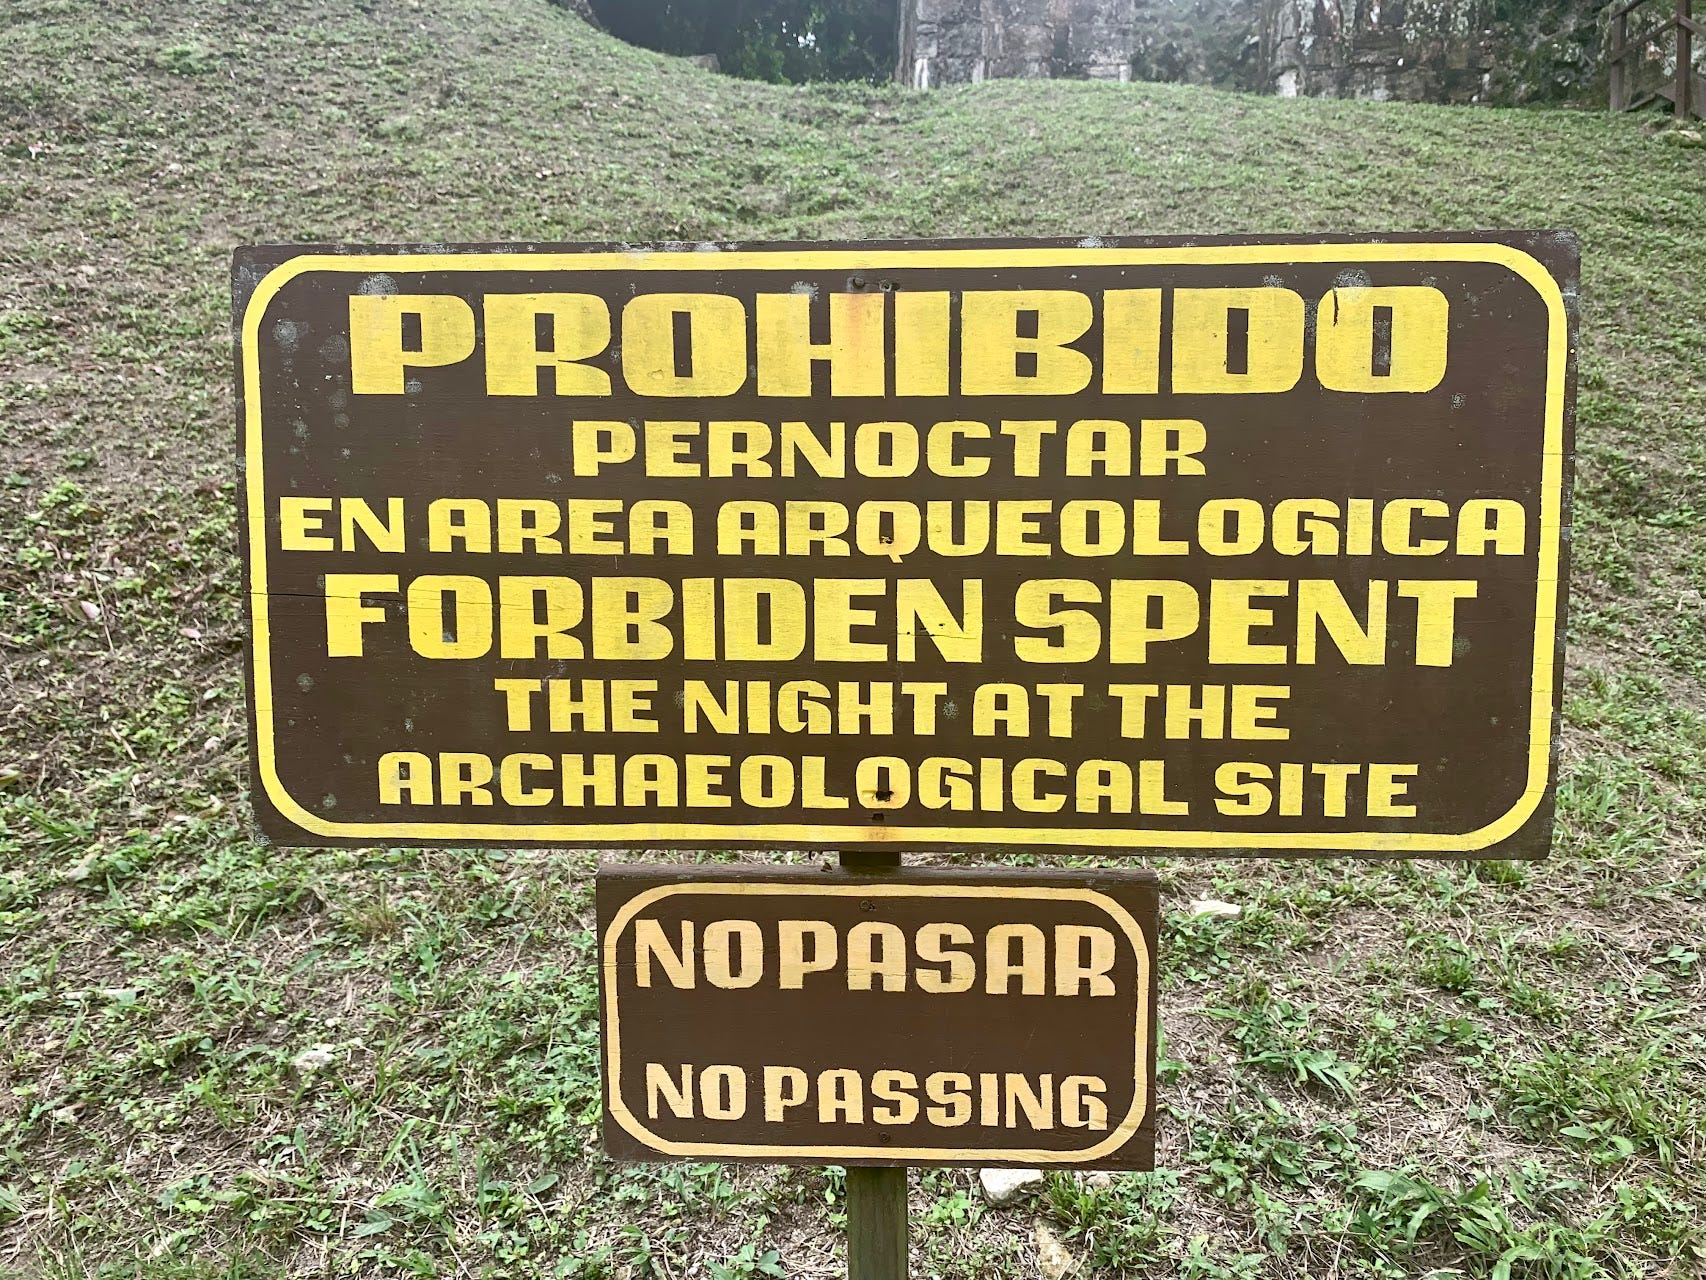 PROHIBIDO
PERNOCTAR
EN AREA ARQUEOLOGICA
FORBIDEN SPENT
THE NIGHT AT THE
ARCHAEOLOGICAL SITE
NO PASAR
NO PASSING